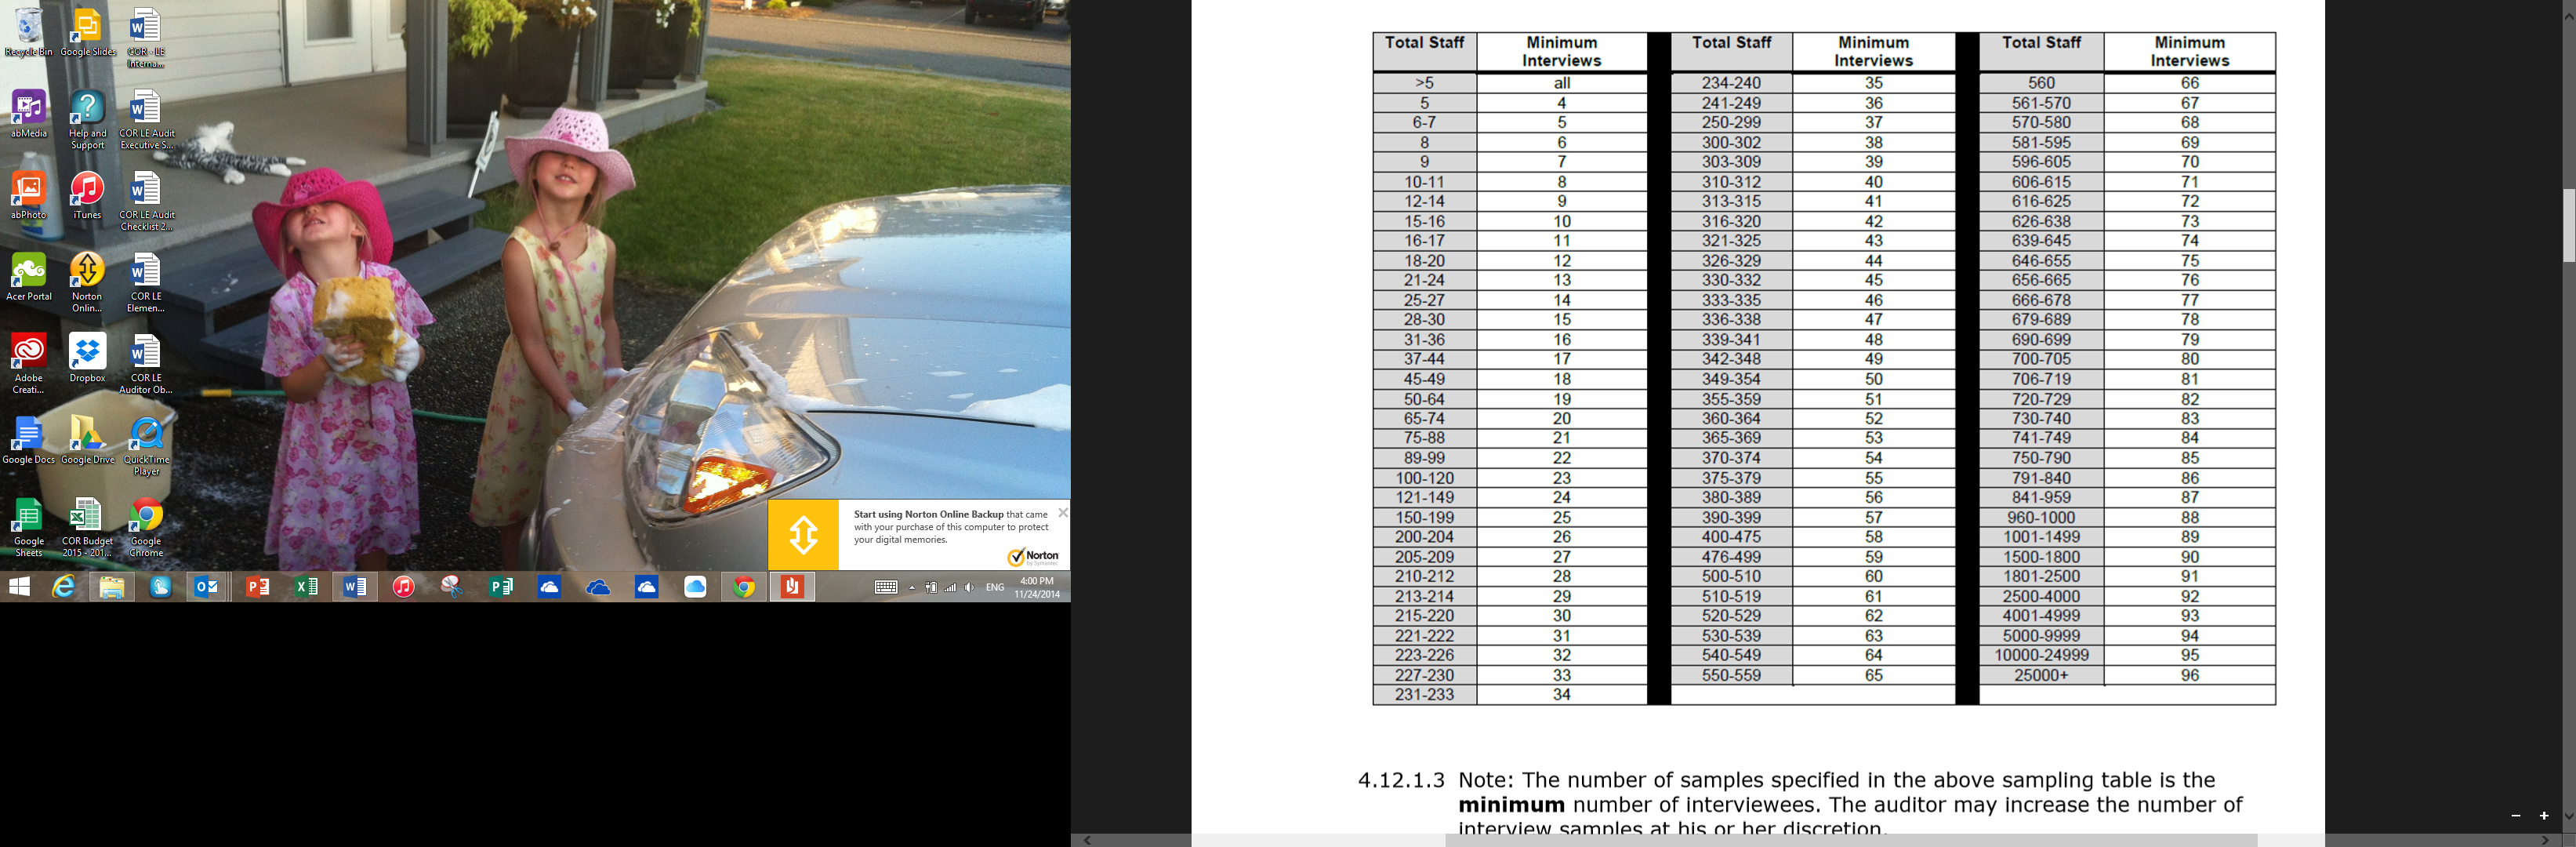 Recycle Bin
Google Slides
COR - LE
Interna...
abMedia
Help and
Support
COR LE Audit
Executive S...
abPhoto
iTunes
COR LE Audit
Checklist 2...
Acer Portal
Norton
Onlin...
COR LE
Elemen...
Adobe
Creati...
Dropbox
COR LE
Auditor Ob...
Google Docs
Google Drive
QuickTime
Player
Google
Sheets
COR Budget
2015 - 201...
Google
Chrome
Start using Norton Online Backup that came
with your purchase of this computer to protect
your digital memories.
Norton
by Symantec
ENG
4:00 PM
11/24/2014
Total Staff Minimum Interviews Total Staff Minimum Interviews Total Staff Minimum Interviews
>5 all 234-240 35 560 66
5 4 241-249 36 561-570 67
6-7 5 250-299 37 570-580 68
8 6 300-302 38 581-595 69
9 7 303-309 39 596-605 70
10-11 8 310-312 40 606-615 71
12-14 9 313-315 41 616-625 72
15-16 10 316-320 42 626-638 73
16-17 11 321-325 43 639-645 74
18-20 12 326-329 44 646-655 75
21-24 13 330-332 45 656-665 76
25-27 14 333-335 46 666-678 77
28-30 15 336-338 47 679-689 78
31-36 16 339-341 48 690-699 79
37-44 17 342-348 49 700-705 80
45-49 18 349-354 50 706-719 81
50-64 19 355-359 51 720-729 82
65-74 20 360-364 52 730-740 83
75-88 21 365-369 53 741-749 84
89-99 22 370-374 54 750-790 85
100-120 23 375-379 55 791-840 86
121-149 24 380-389 56 841-959 87
150-199 25 390-399 57 960-1000 88
200-204 26 400-475 58 1001-1499 89
205-209 27 476-499 59 1500-1800 90
210-212 28 500-510 60 1801-2500 91
213-214 29 510-519 61 2500-4000 92
215-220 30 520-529 62 4001-4999 93
221-222 31 530-539 63 5000-9999 94
223-226 32 540-549 64 10000-24999 95
227-230 33 550-559 65 25000+ 96
231-233 34
4.12.1.3 Note: The number of samples specified in the above sampling table is the
minimum number of interviewees. The auditor may increase the number of
interview samples at his or her discretion.